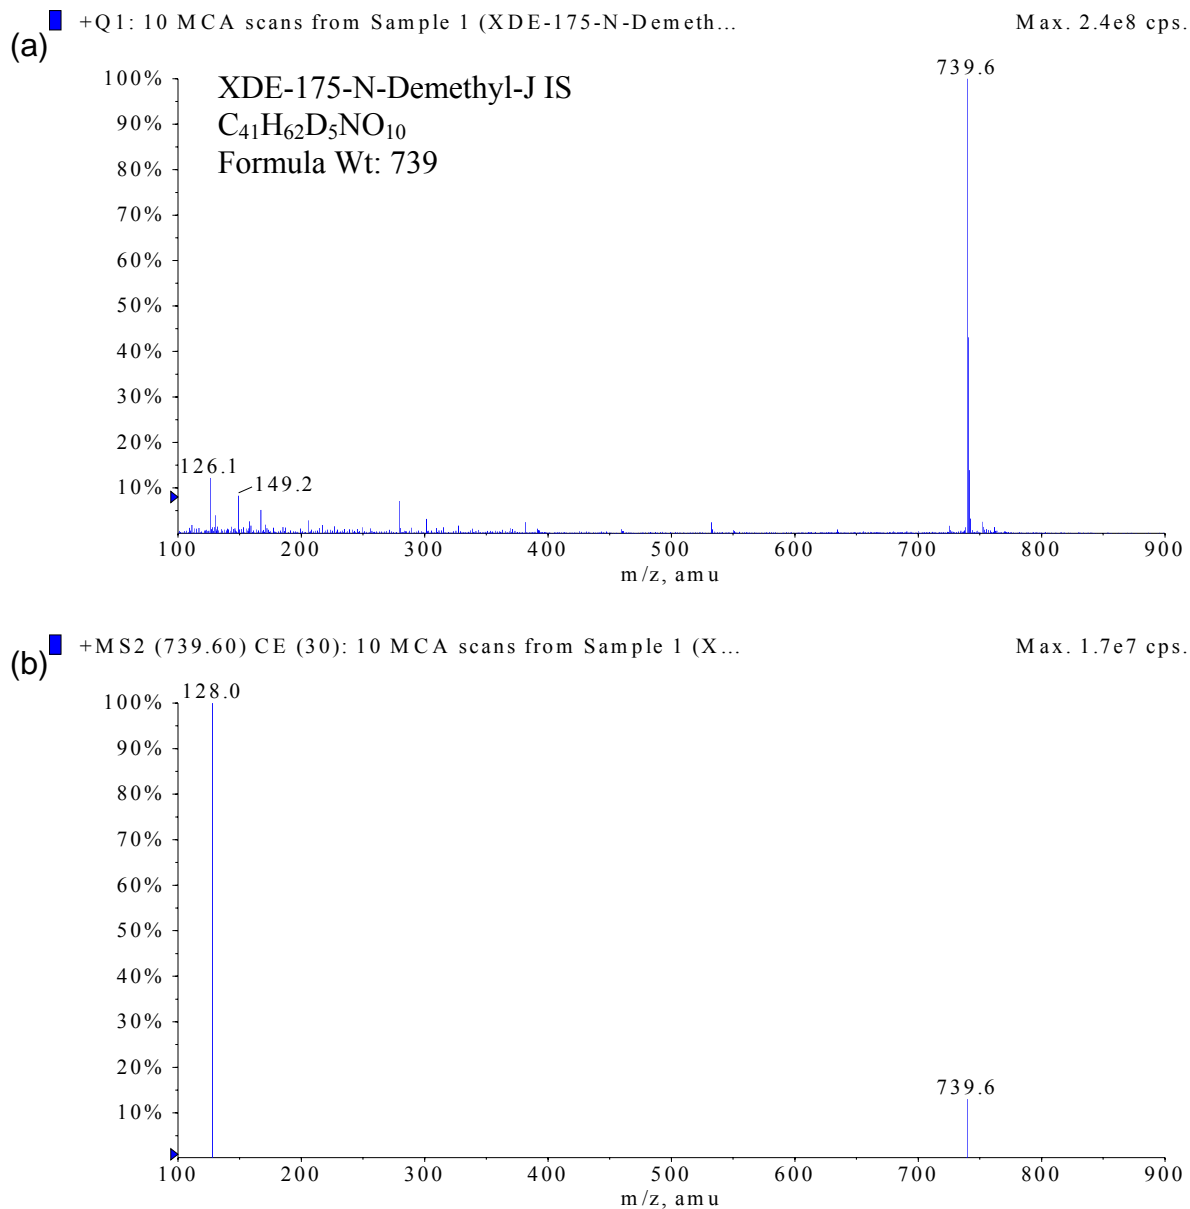 +Q1: 10 MCA scans from Sample 1 (XDE-175-N-Demeth... Max. 2.4e8 cps.
(a)
739.6
100%
XDE-175-N-Demethyl-J IS
90%
C₄₁H₆₂D₅NO₁₀
Formula Wt: 739
80%
70%
60%
50%
40%
30%
20%
126.1
149.2
10%
100 200 300 400 500 600 700 800 900
m/z, amu
+MS2 (739.60) CE (30): 10 MCA scans from Sample 1 (X... Max. 1.7e7 cps.
(b)
128.0
100%
90%
80%
70%
60%
50%
40%
30%
20%
739.6
10%
100 200 300 400 500 600 700 800 900
m/z, amu